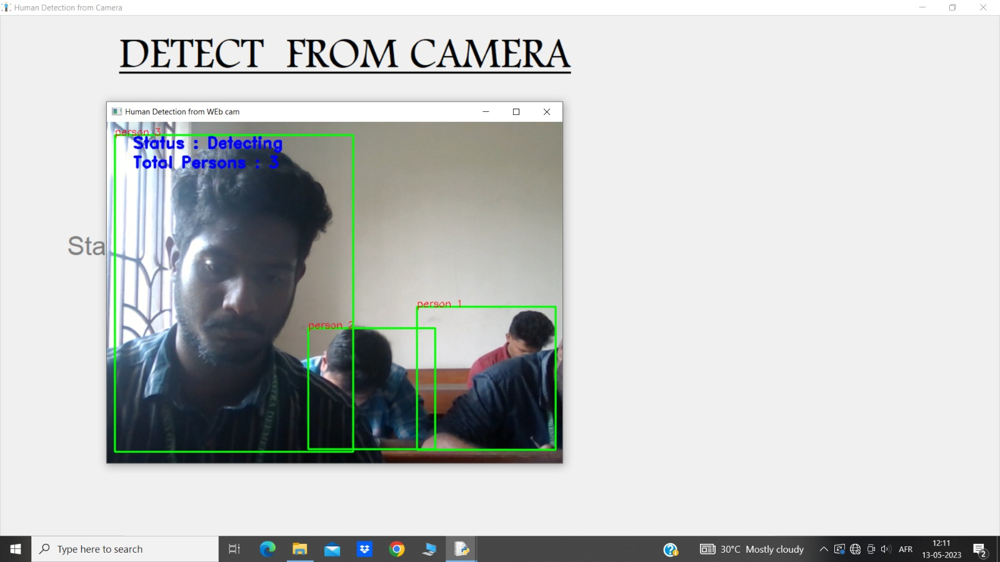 Human Detection from Camera
DETECT FROM CAMERA
Human Detection from WEb cam
person 3
Status : Detecting
Total Persons : 3
Sta
person 1
person 2
Type here to search
30°C Mostly cloudy
AFR
12:11
13-05-2023
2